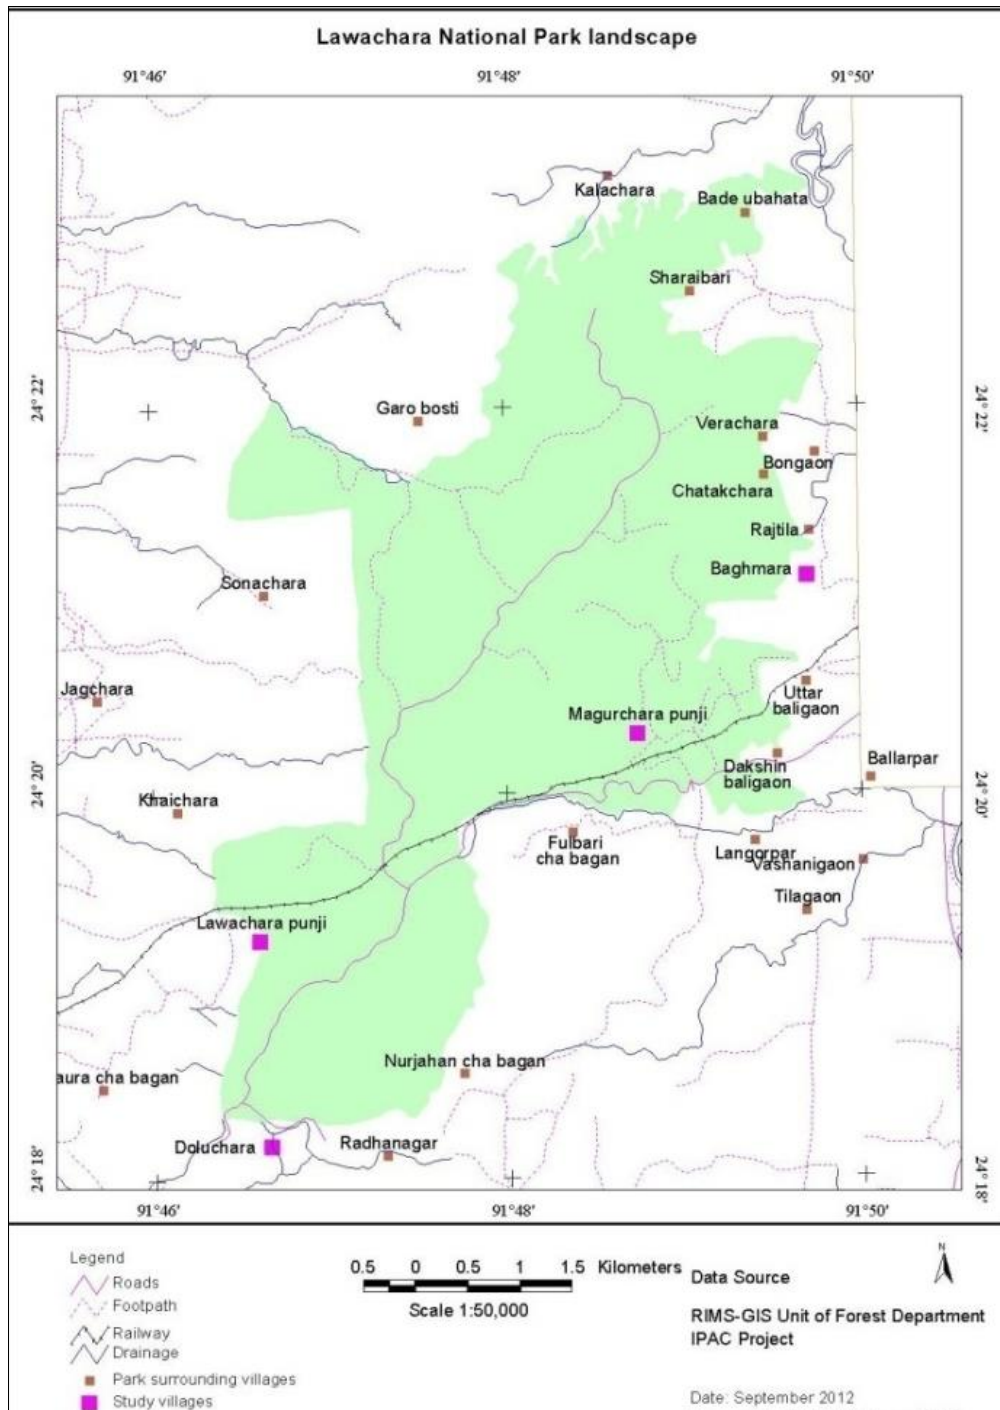 Lawachara National Park landscape
91°46' 91°48' 91°50'
Kalachara
Bade ubahata
Sharaibari
24° 22' 24° 22'
Garo bosti
Verachara
Bongaon
Chatakchara
Rajtila
Baghmara
Sonachara
Jagchara
Uttar
baligaon
Magurchara punji
Dakshin
baligaon
Ballarpar
24° 20' 24° 20'
Khaichara
Fulbari
cha bagan
Langorpar
Vashanigaon
Tilagaon
Lawachara punji
Nurjahan cha bagan
aura cha bagan
Doluchara
Radhanagar
24° 18' 24° 18'
91°46' 91°48' 91°50'
Legend
Roads
Footpath
Railway
Drainage
Park surrounding villages
Study villages
0.5 0 0.5 1 1.5 Kilometers
Scale 1:50,000
N
Data Source
RIMS-GIS Unit of Forest Department
IPAC Project
Date: September 2012